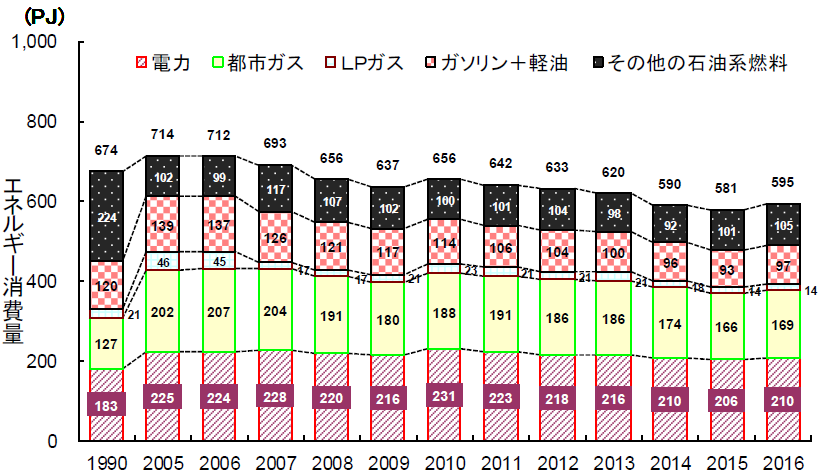 (PJ)
1,000
電力 都市ガス LPガス ガソリン＋軽油 その他の石油系燃料
800
674 714 712 693 656 637 656 642 633 620 590 581 595
600
224 102 99 117 107 102 100 101 104 98 92 101 105
120 139 137 126 121 117 114 106 104 100 96 93 97
400
21 46 45 17 17 21 23 21 21 21 18 14 14
127 202 207 204 191 180 188 191 186 186 174 166 169
200
183 225 224 228 220 216 231 223 218 216 210 206 210
0
1990 2005 2006 2007 2008 2009 2010 2011 2012 2013 2014 2015 2016
エネルギー消費量